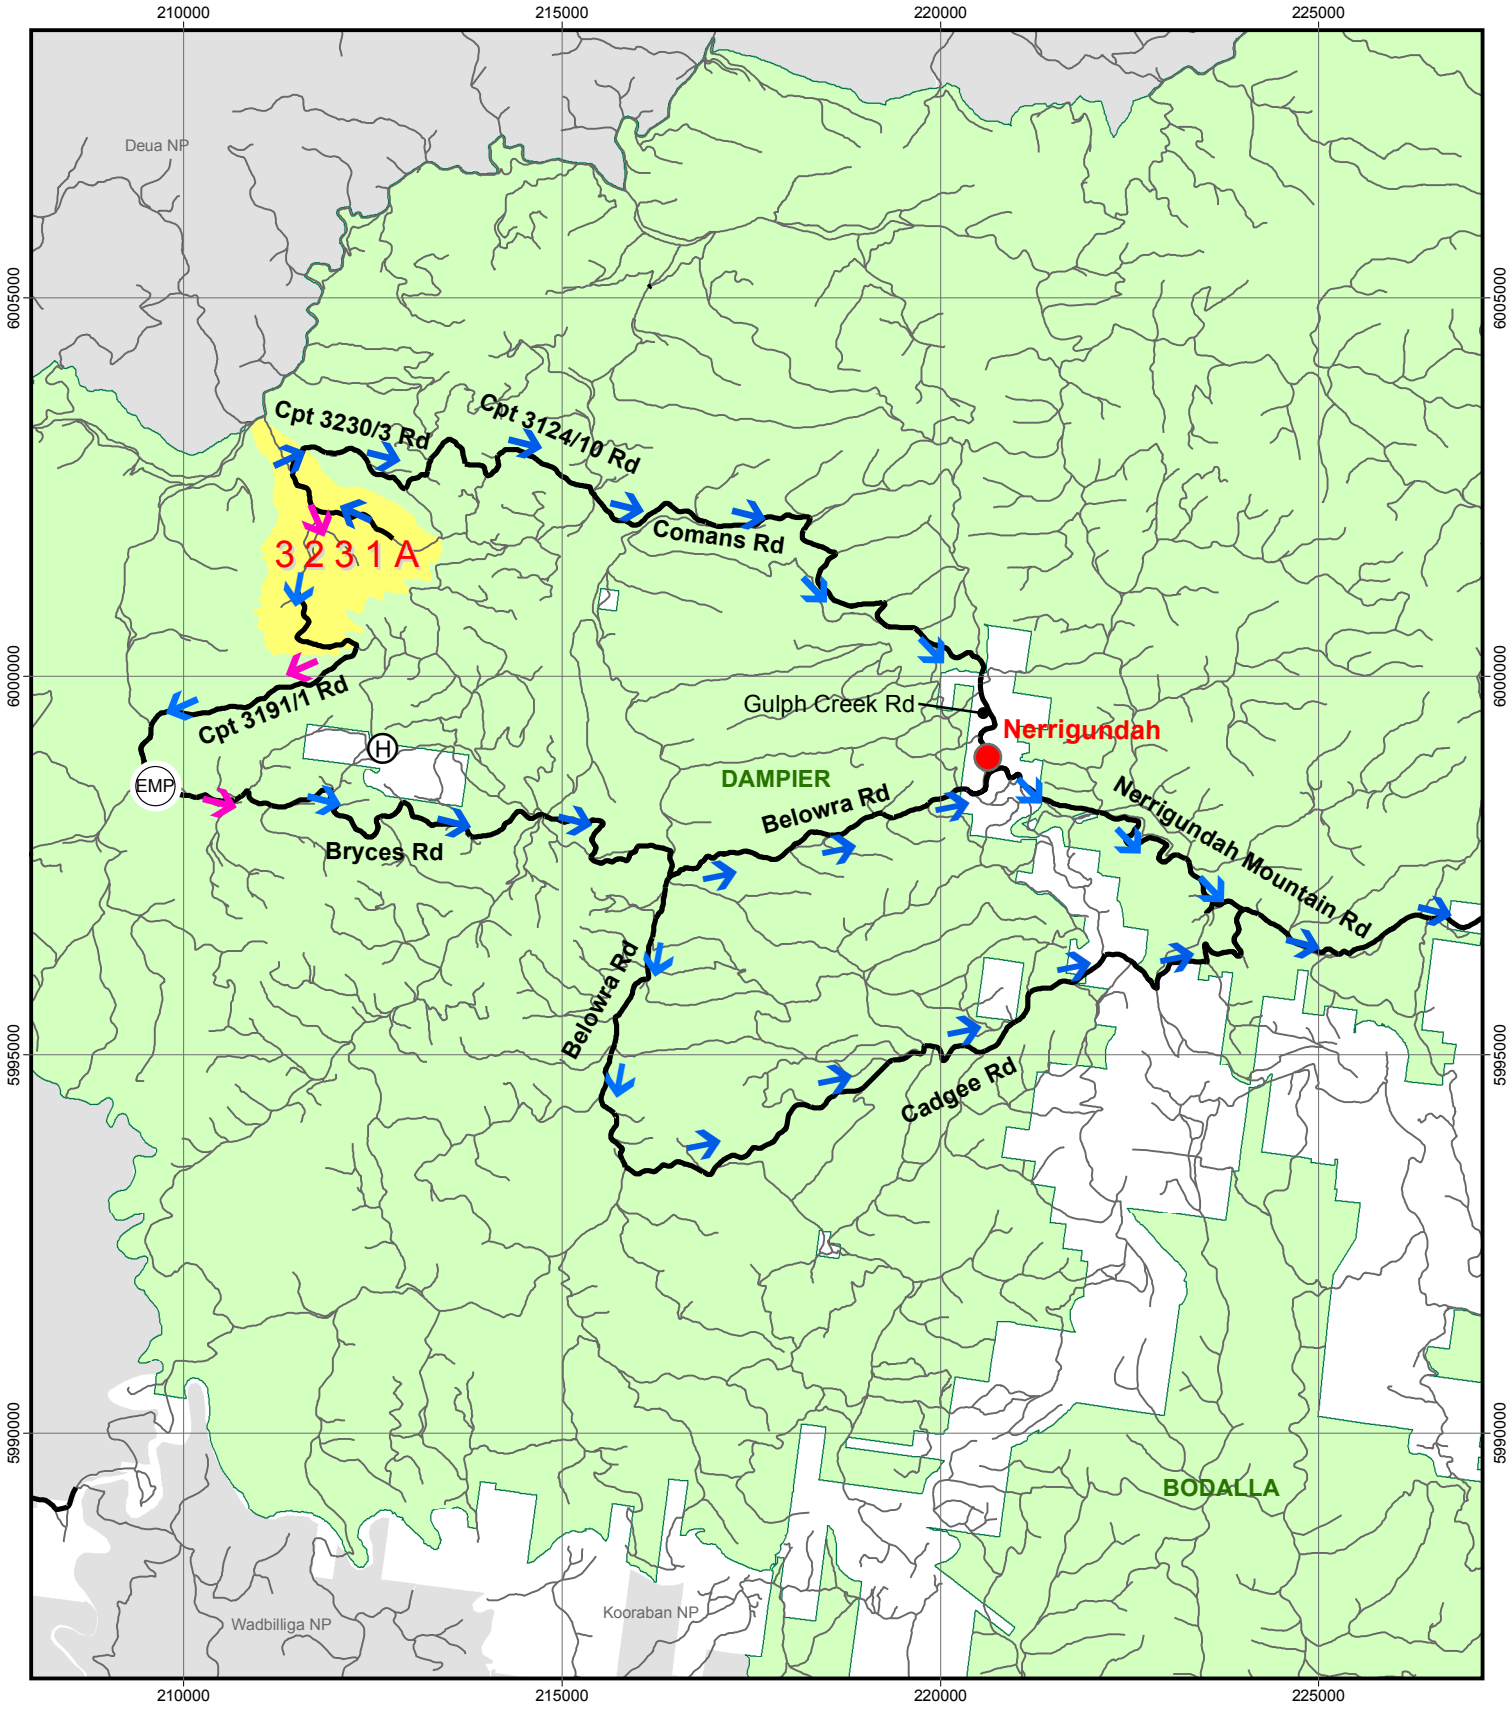 210000
215000
220000
225000
Deua NP
6005000
6005000
Cpt 3230/3 Rd
Cpt 3124/10 Rd
Comans Rd
3231A
6000000
6000000
Cpt 3191/1 Rd
Gulph Creek Rd
Nerrigundah
H
EMP
DAMPIER
Belowra Rd
Nerrigundah Mountain Rd
Bryces Rd
Belowra Rd
5995000
5995000
Cadgee Rd
5990000
5990000
BODALLA
Wadbilliga NP
Kooraban NP
210000
215000
220000
225000